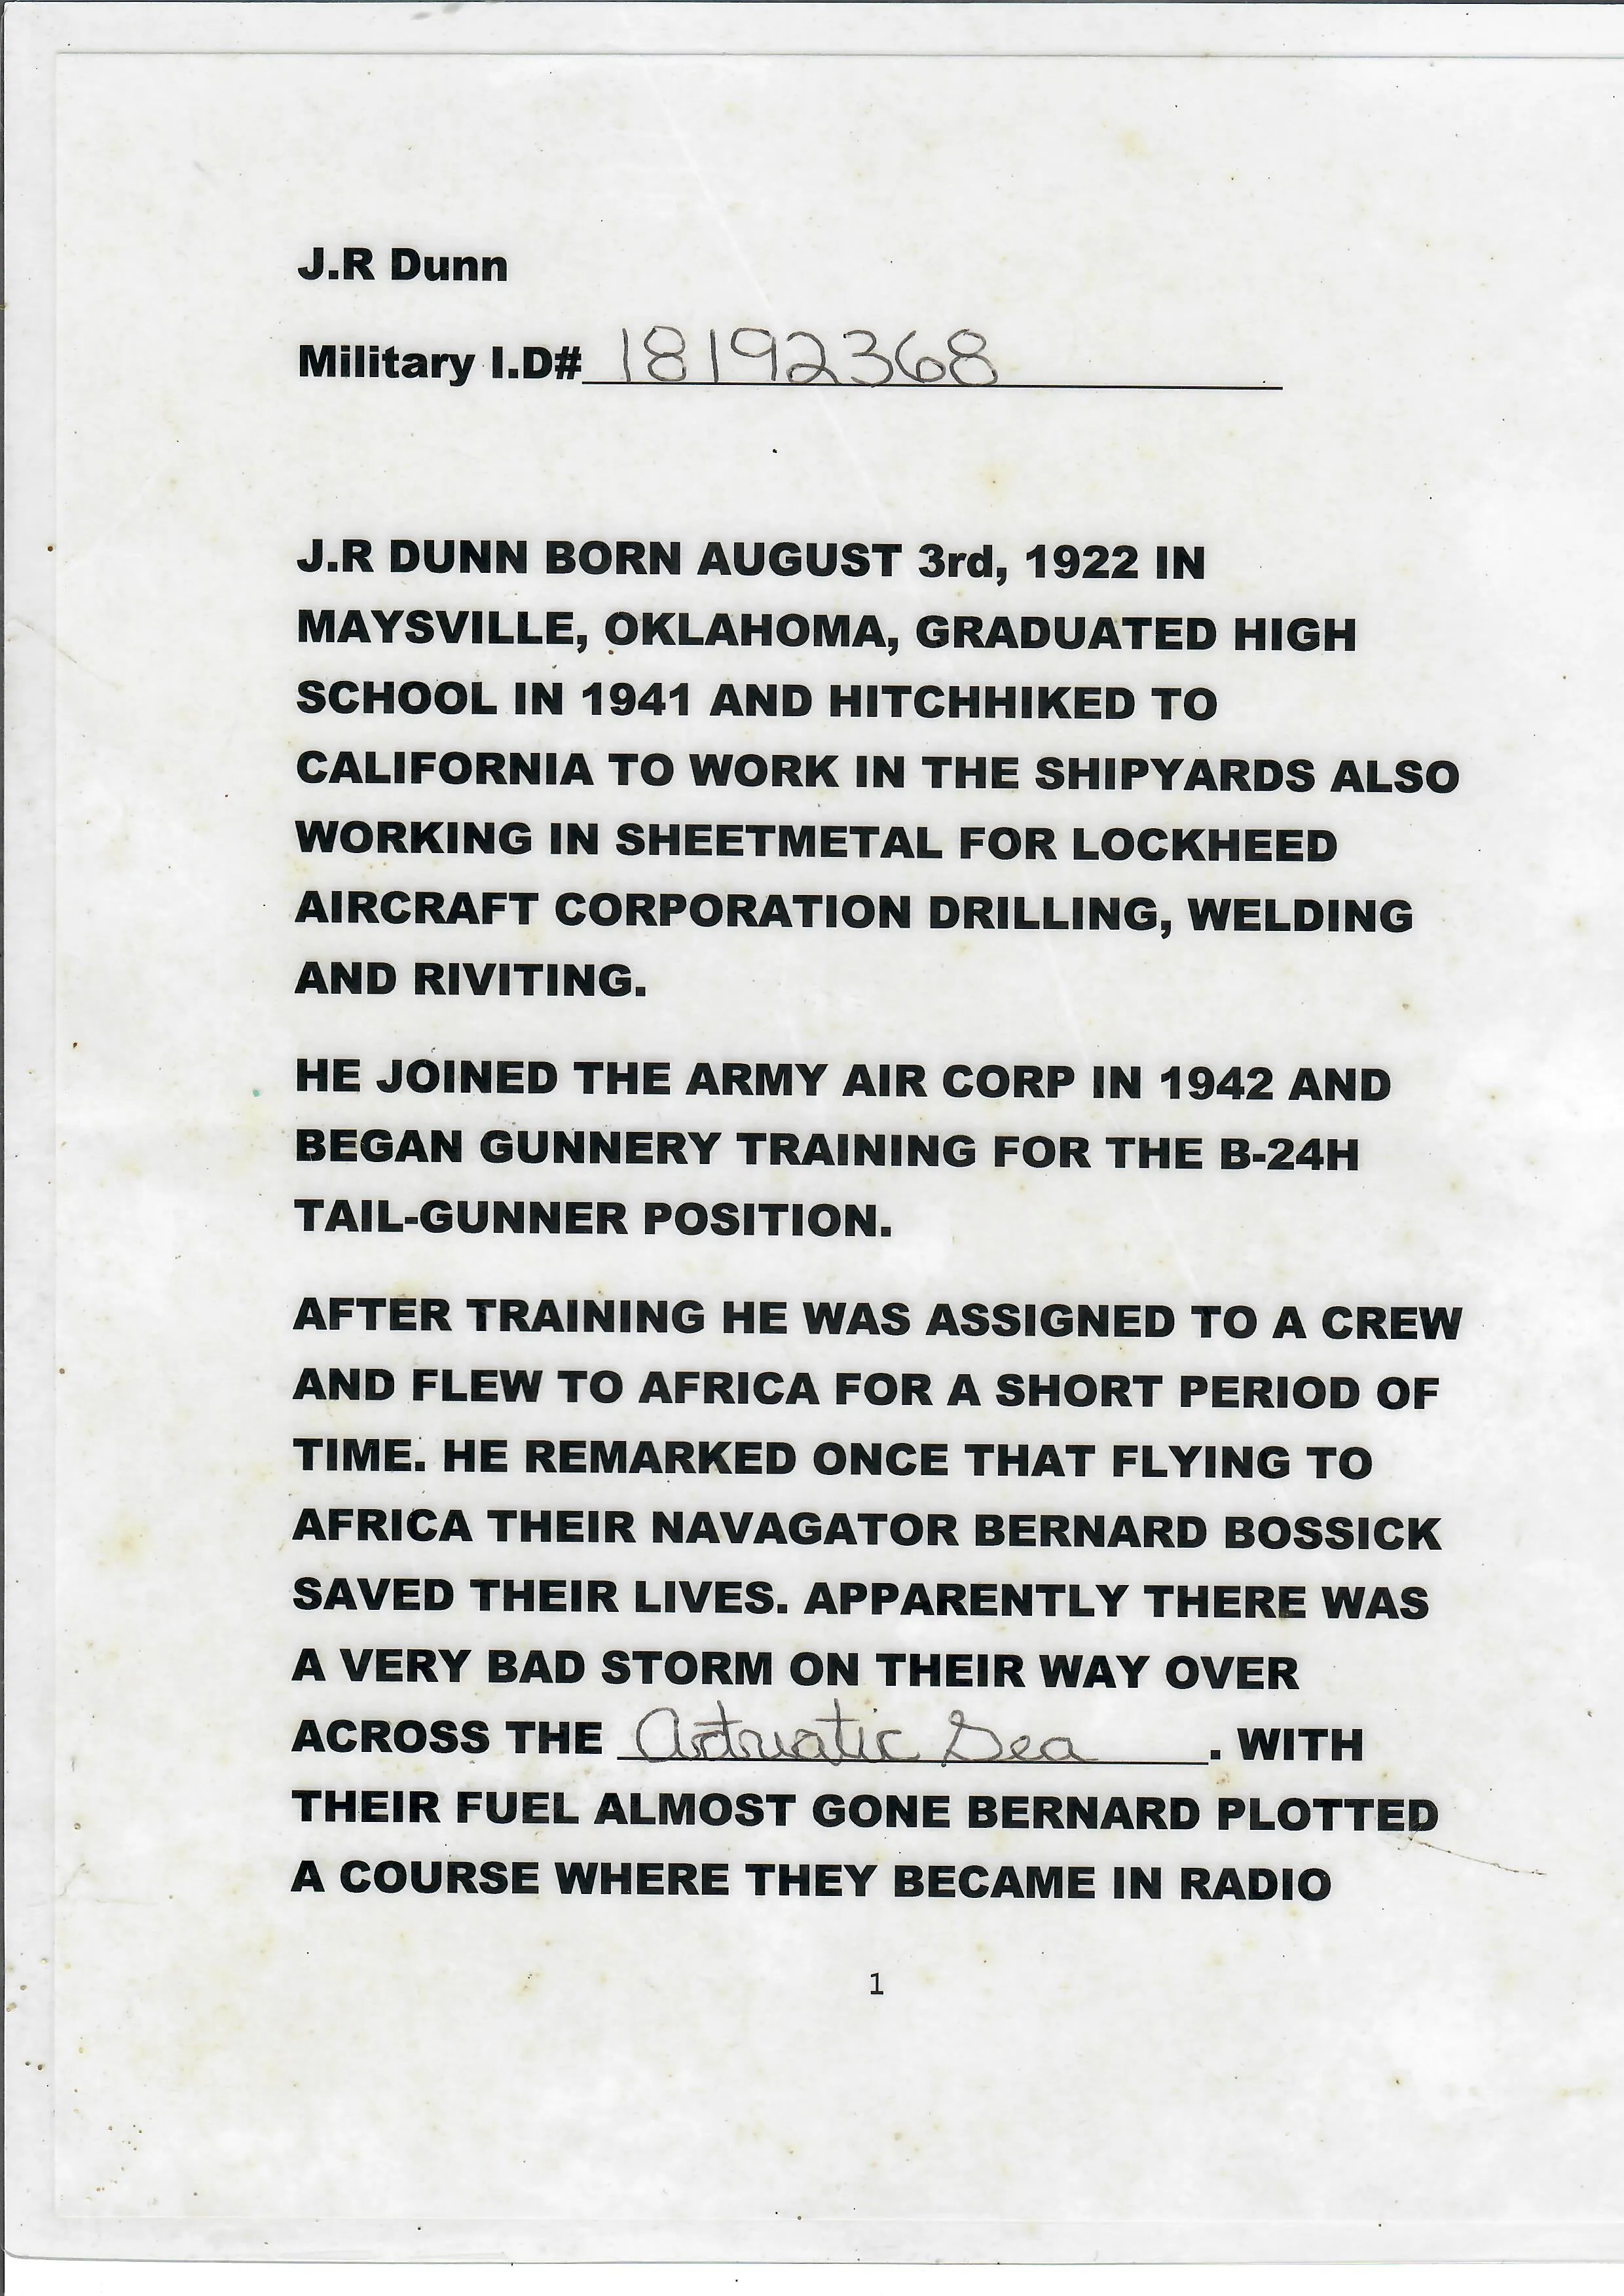 J.R Dunn
Military I.D# 18192368
J.R DUNN BORN AUGUST 3rd, 1922 IN
MAYSVILLE, OKLAHOMA, GRADUATED HIGH
SCHOOL IN 1941 AND HITCHHIKED TO
CALIFORNIA TO WORK IN THE SHIPYARDS ALSO
WORKING IN SHEETMETAL FOR LOCKHEED
AIRCRAFT CORPORATION DRILLING, WELDING
AND RIVITING.
HE JOINED THE ARMY AIR CORP IN 1942 AND
BEGAN GUNNERY TRAINING FOR THE B-24H
TAIL-GUNNER POSITION.
AFTER TRAINING HE WAS ASSIGNED TO A CREW
AND FLEW TO AFRICA FOR A SHORT PERIOD OF
TIME. HE REMARKED ONCE THAT FLYING TO
AFRICA THEIR NAVAGATOR BERNARD BOSSICK
SAVED THEIR LIVES. APPARENTLY THERE WAS
A VERY BAD STORM ON THEIR WAY OVER
ACROSS THE Sea. WITH
THEIR FUEL ALMOST GONE BERNARD PLOTTED
A COURSE WHERE THEY BECAME IN RADIO
1